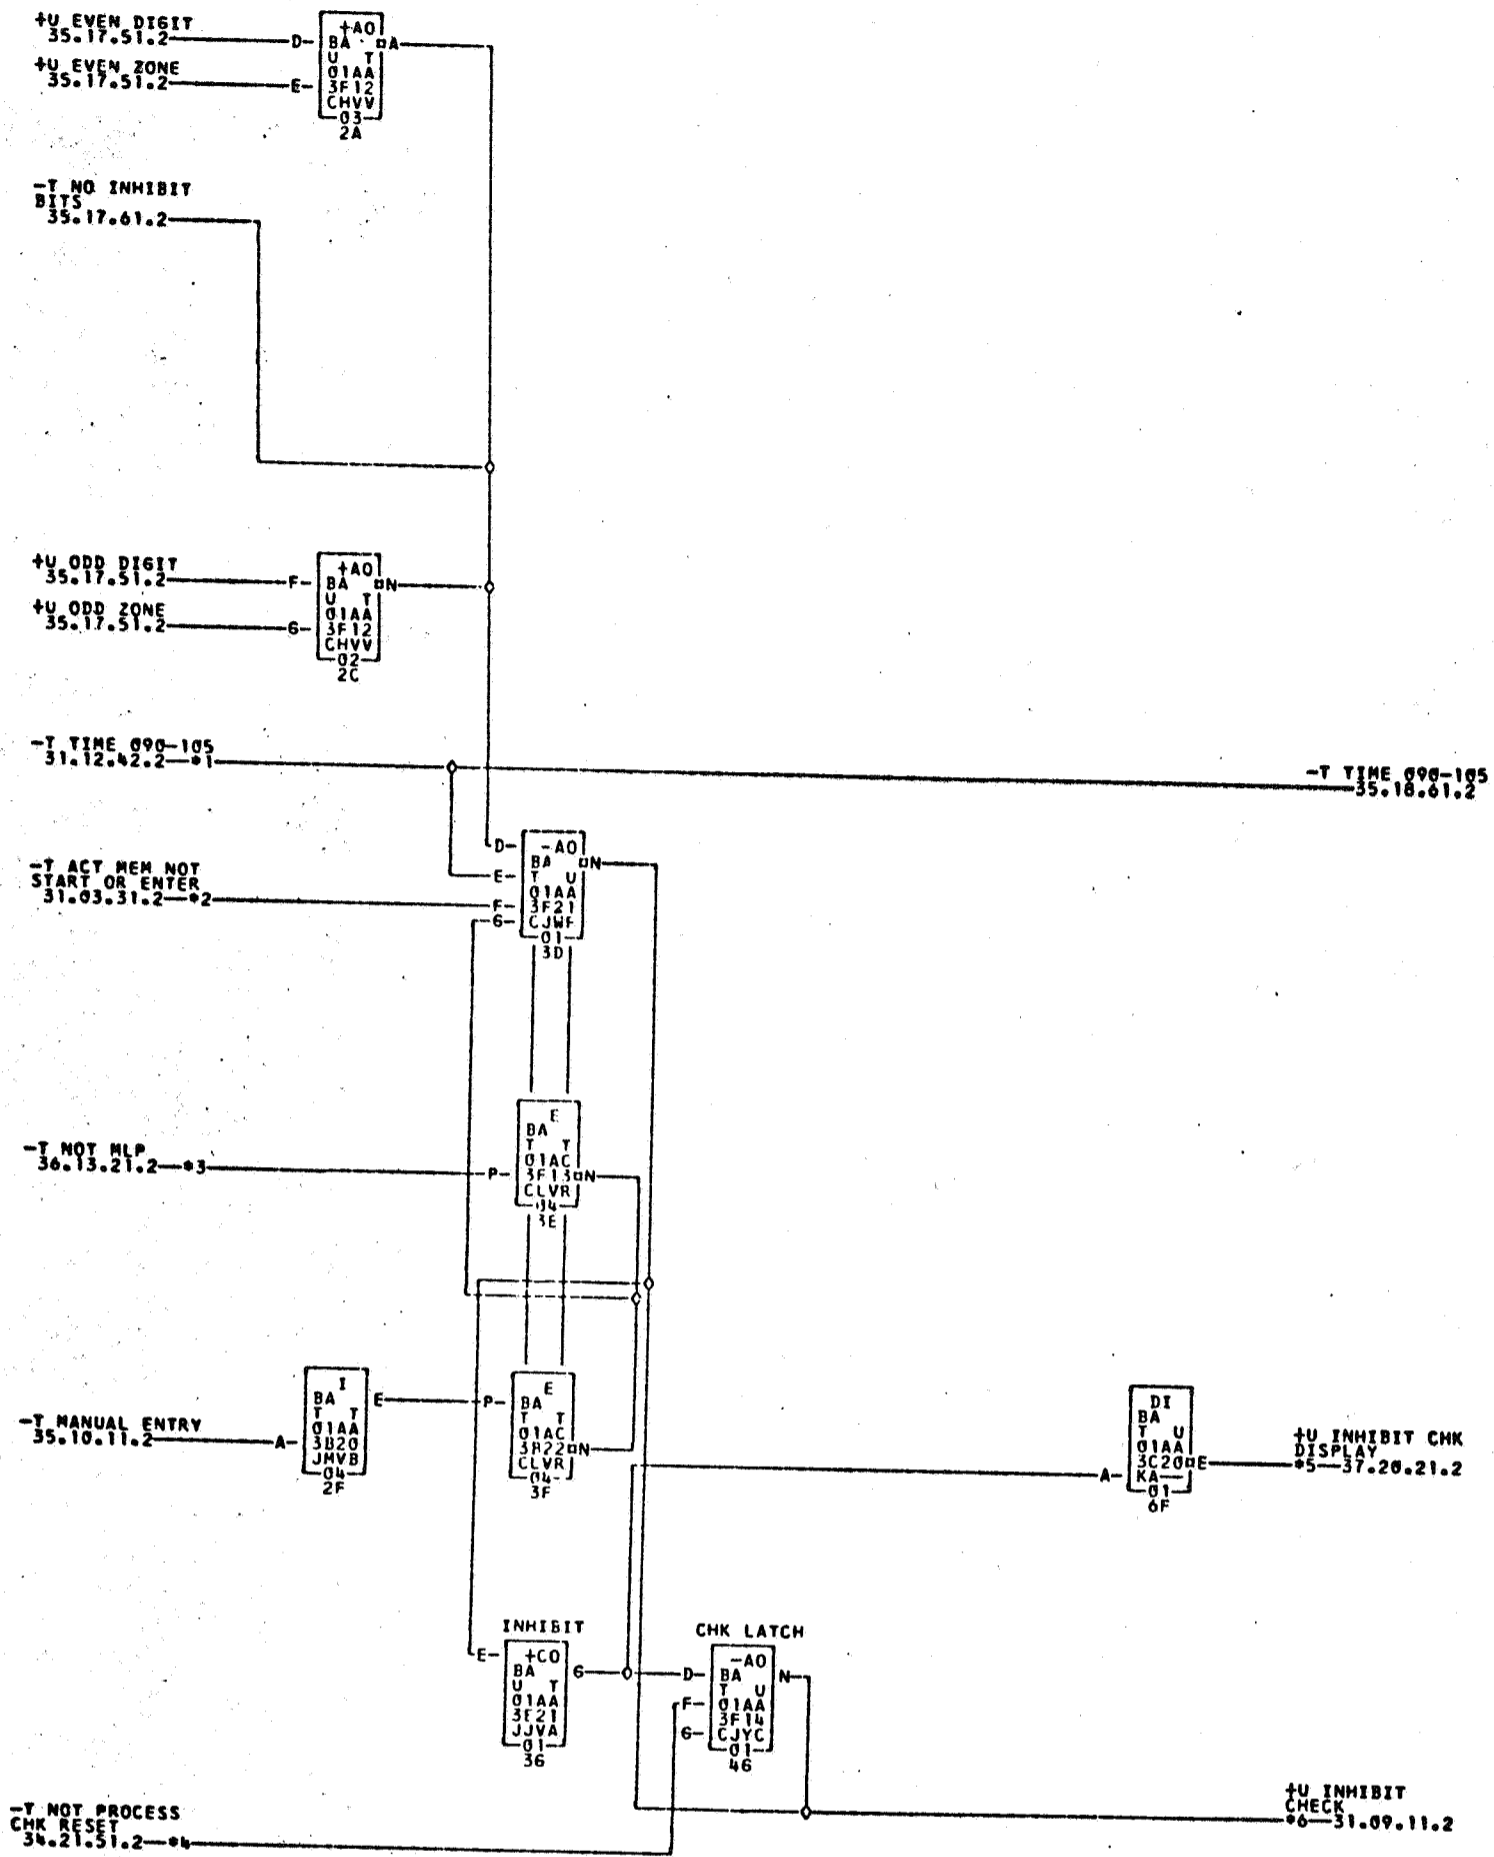 +U EVEN DIGIT
35.17.51.2
D-
+U EVEN ZONE
35.17.51.2
E-
+AO
BA A
U T
01AA
3F12
CHVV
03
2A
-T NO INHIBIT
BITS
35.17.61.2
+U ODD DIGIT
35.17.51.2
F-
+U ODD ZONE
35.17.51.2
G-
+AO
BA N
U T
01AA
3F12
CHVV
02
2C
-T TIME 090-105
31.12.42.2—*1
-T TIME 090-105
35.18.61.2
-T ACT MEM NOT
START OR ENTER
31.03.31.2—*2
D-
E-
F-
G-
-AO
BA N
T U
01AA
3F21
CJWF
01
3D
-T NOT MLP
36.13.21.2—*3
P-
E
BA
T T
01AC
3F13 N
CLVR
04
3E
-T MANUAL ENTRY
35.10.11.2
A-
I
BA E
T T
01AA
3B20
JMVB
04
2F
P-
E
BA
T T
01AC
3B22 N
CLVR
04
3F
A-
DI
BA
T U
01AA
3C20 E
KA
01
6F
+U INHIBIT CHK
DISPLAY
*5—37.20.21.2
INHIBIT
E-
+CO
BA G
U T
01AA
3E21
JJVA
01
36
CHK LATCH
D-
F-
G-
-AO
BA N
T U
01AA
3F14
CJYC
01
46
+U INHIBIT
CHECK
*6—31.09.11.2
-T NOT PROCESS
CHK RESET
34.21.51.2—*4